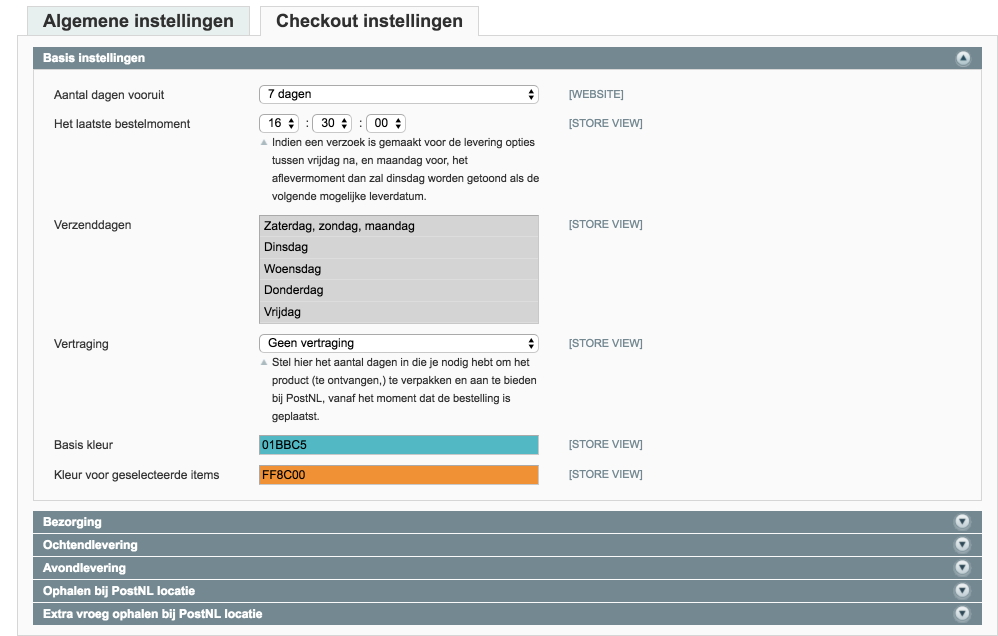 Algemene instellingen
Checkout instellingen
Basis instellingen
Aantal dagen vooruit
7 dagen
[WEBSITE]
Het laatste bestelmoment
16 : 30 : 00
[STORE VIEW]
Indien een verzoek is gemaakt voor de levering opties
tussen vrijdag na, en maandag voor, het
aflevermoment dan zal dinsdag worden getoond als de
volgende mogelijke leverdatum.
Verzenddagen
Zaterdag, zondag, maandag
Dinsdag
Woensdag
Donderdag
Vrijdag
[STORE VIEW]
Vertraging
Geen vertraging
[STORE VIEW]
Stel hier het aantal dagen in die je nodig hebt om het
product (te ontvangen,) te verpakken en aan te bieden
bij PostNL, vanaf het moment dat de bestelling is
geplaatst.
Basis kleur
01BBC5
[STORE VIEW]
Kleur voor geselecteerde items
FF8C00
[STORE VIEW]
Bezorging
Ochtendlevering
Avondlevering
Ophalen bij PostNL locatie
Extra vroeg ophalen bij PostNL locatie